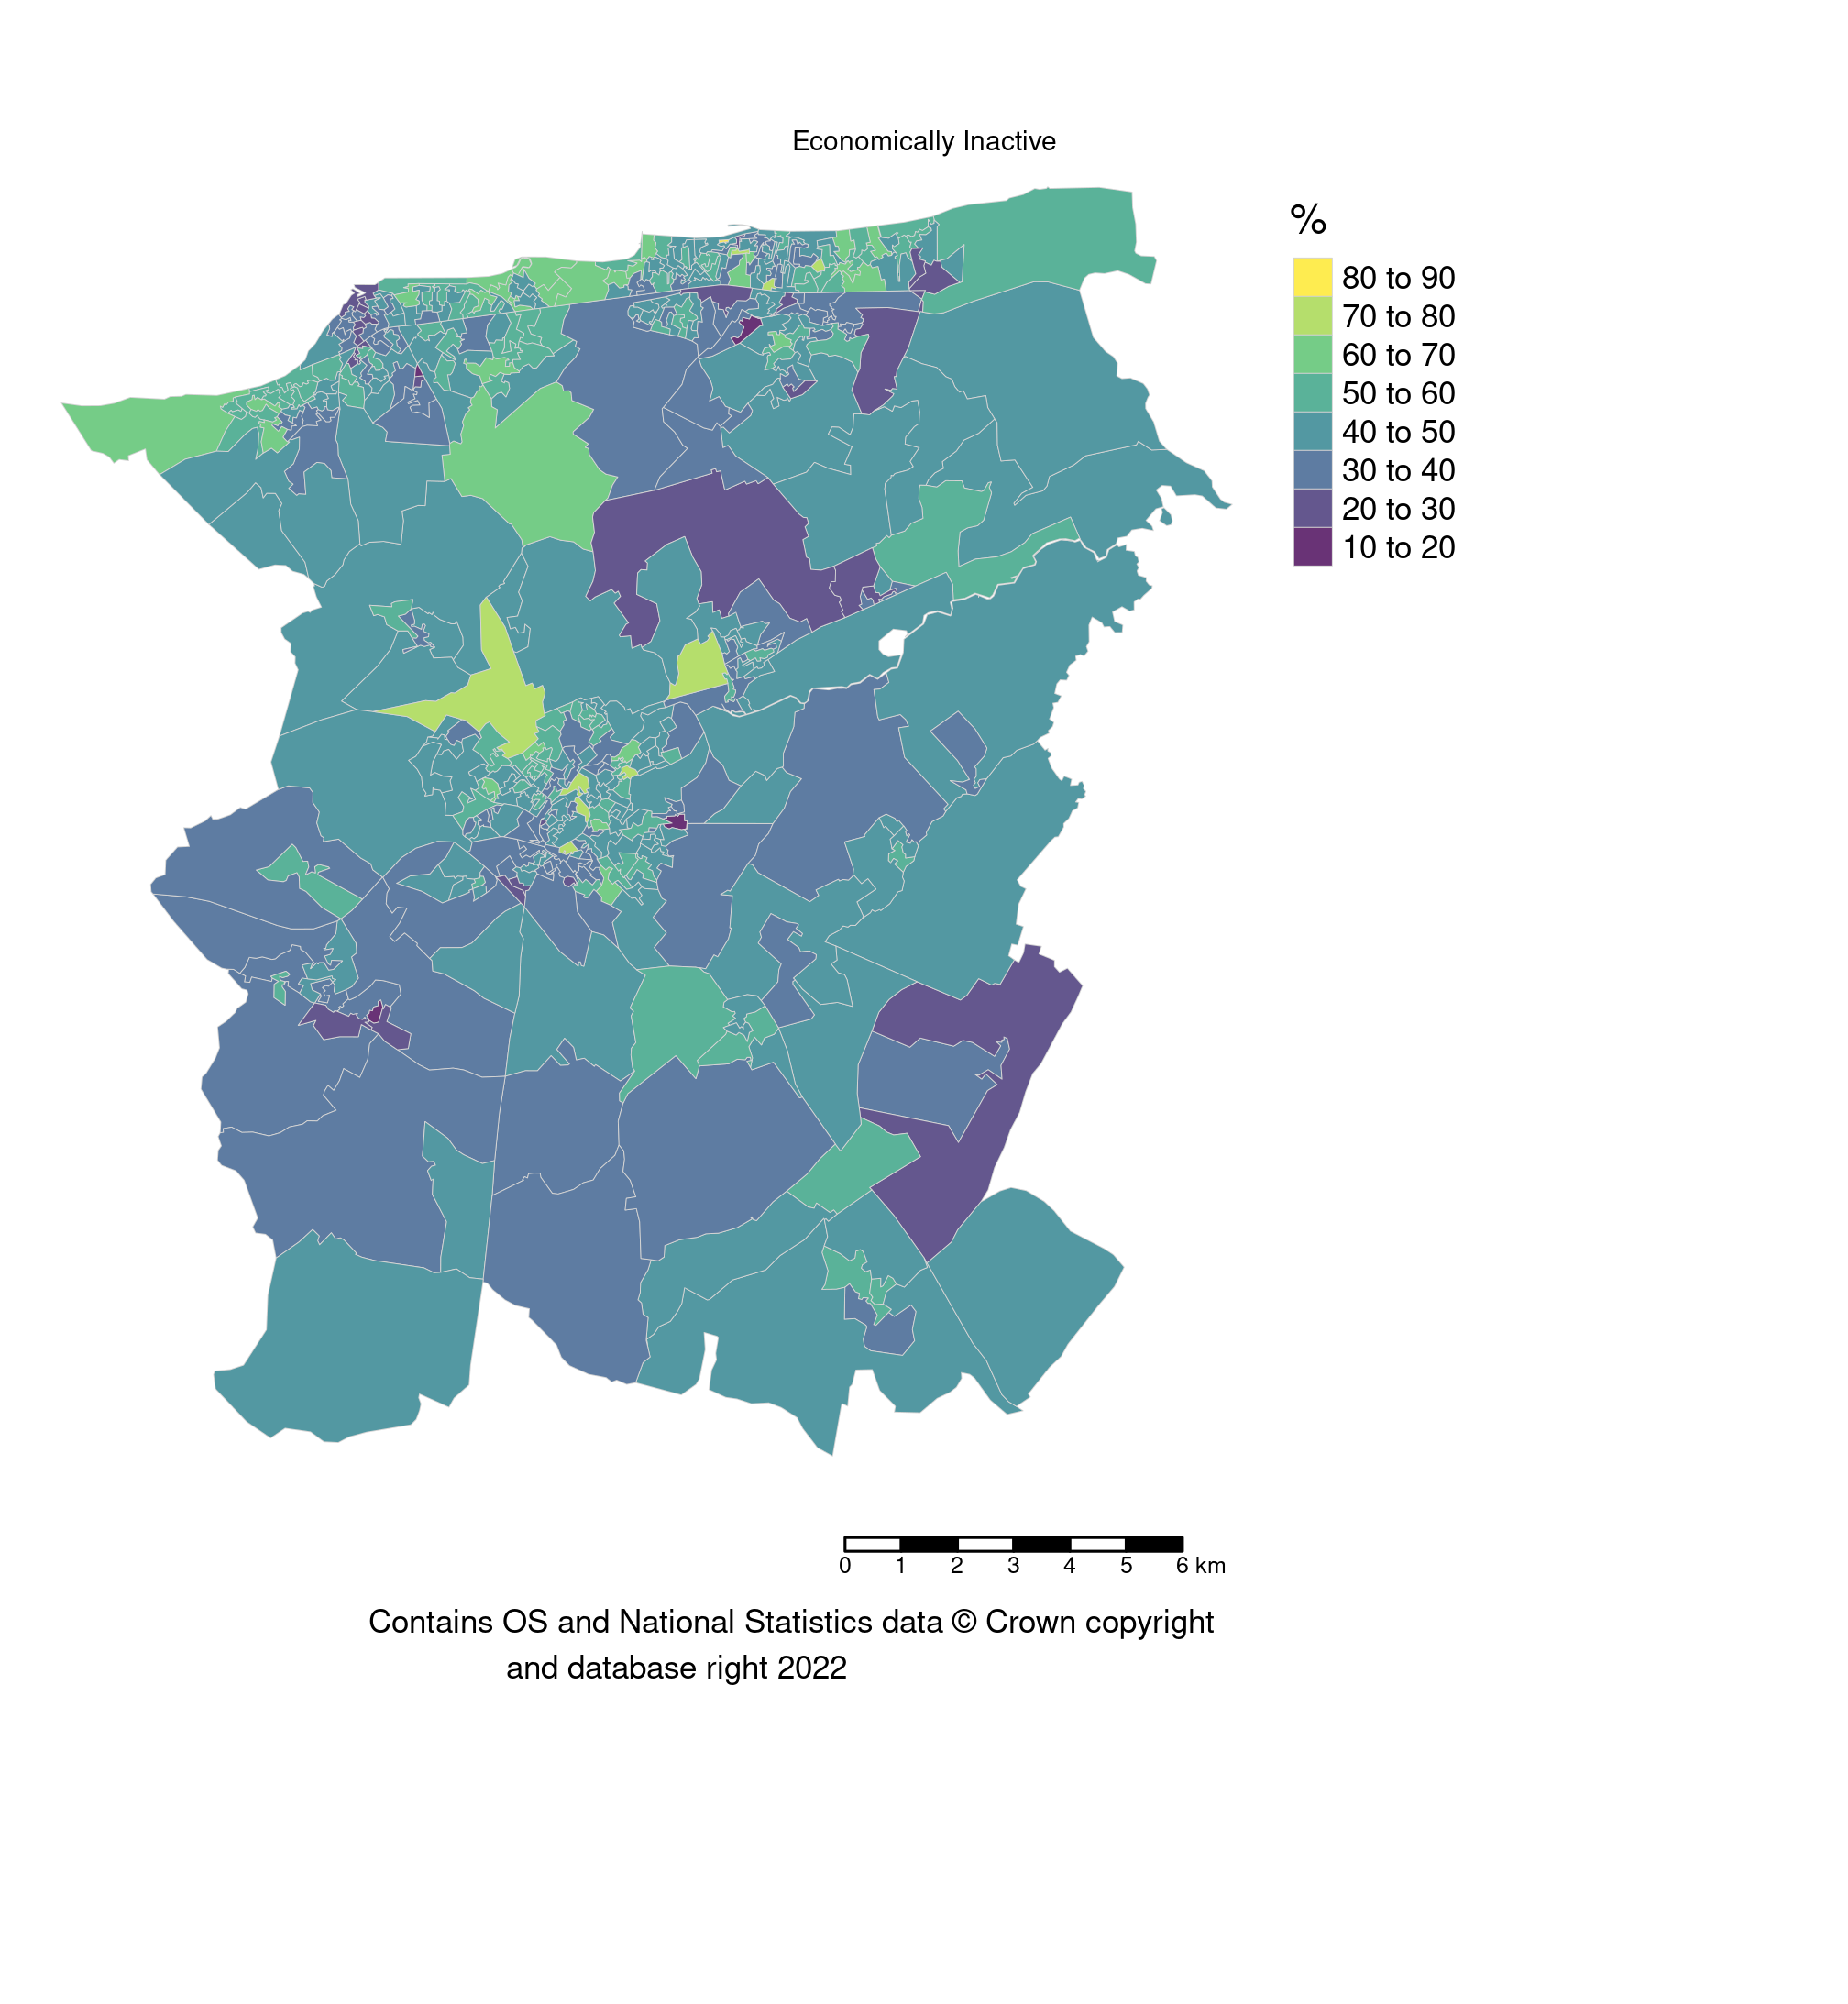 Economically Inactive
%
80 to 90
70 to 80
60 to 70
50 to 60
40 to 50
30 to 40
20 to 30
10 to 20
0 1 2 3 4 5 6 km
Contains OS and National Statistics data © Crown copyright
and database right 2022